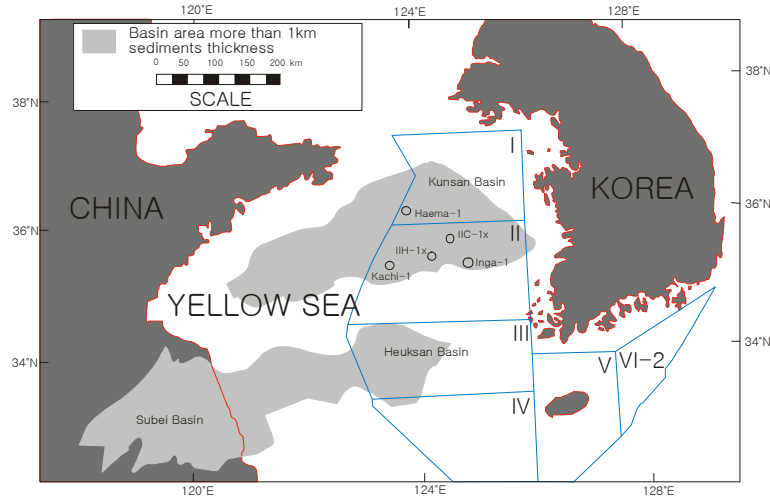 120°E
124°E
128°E
Basin area more than 1km
sediments thickness
0 50 100 150 200 km
SCALE
38°N
38°N
I
Kunsan Basin
KOREA
CHINA
Haema-1
36°N
36°N
II
IIC-1x
IIH-1x
Inga-1
Kachi-1
YELLOW SEA
III
34°N
34°N
Heuksan Basin
V
VI-2
IV
Subei Basin
120°E
124°E
128°E